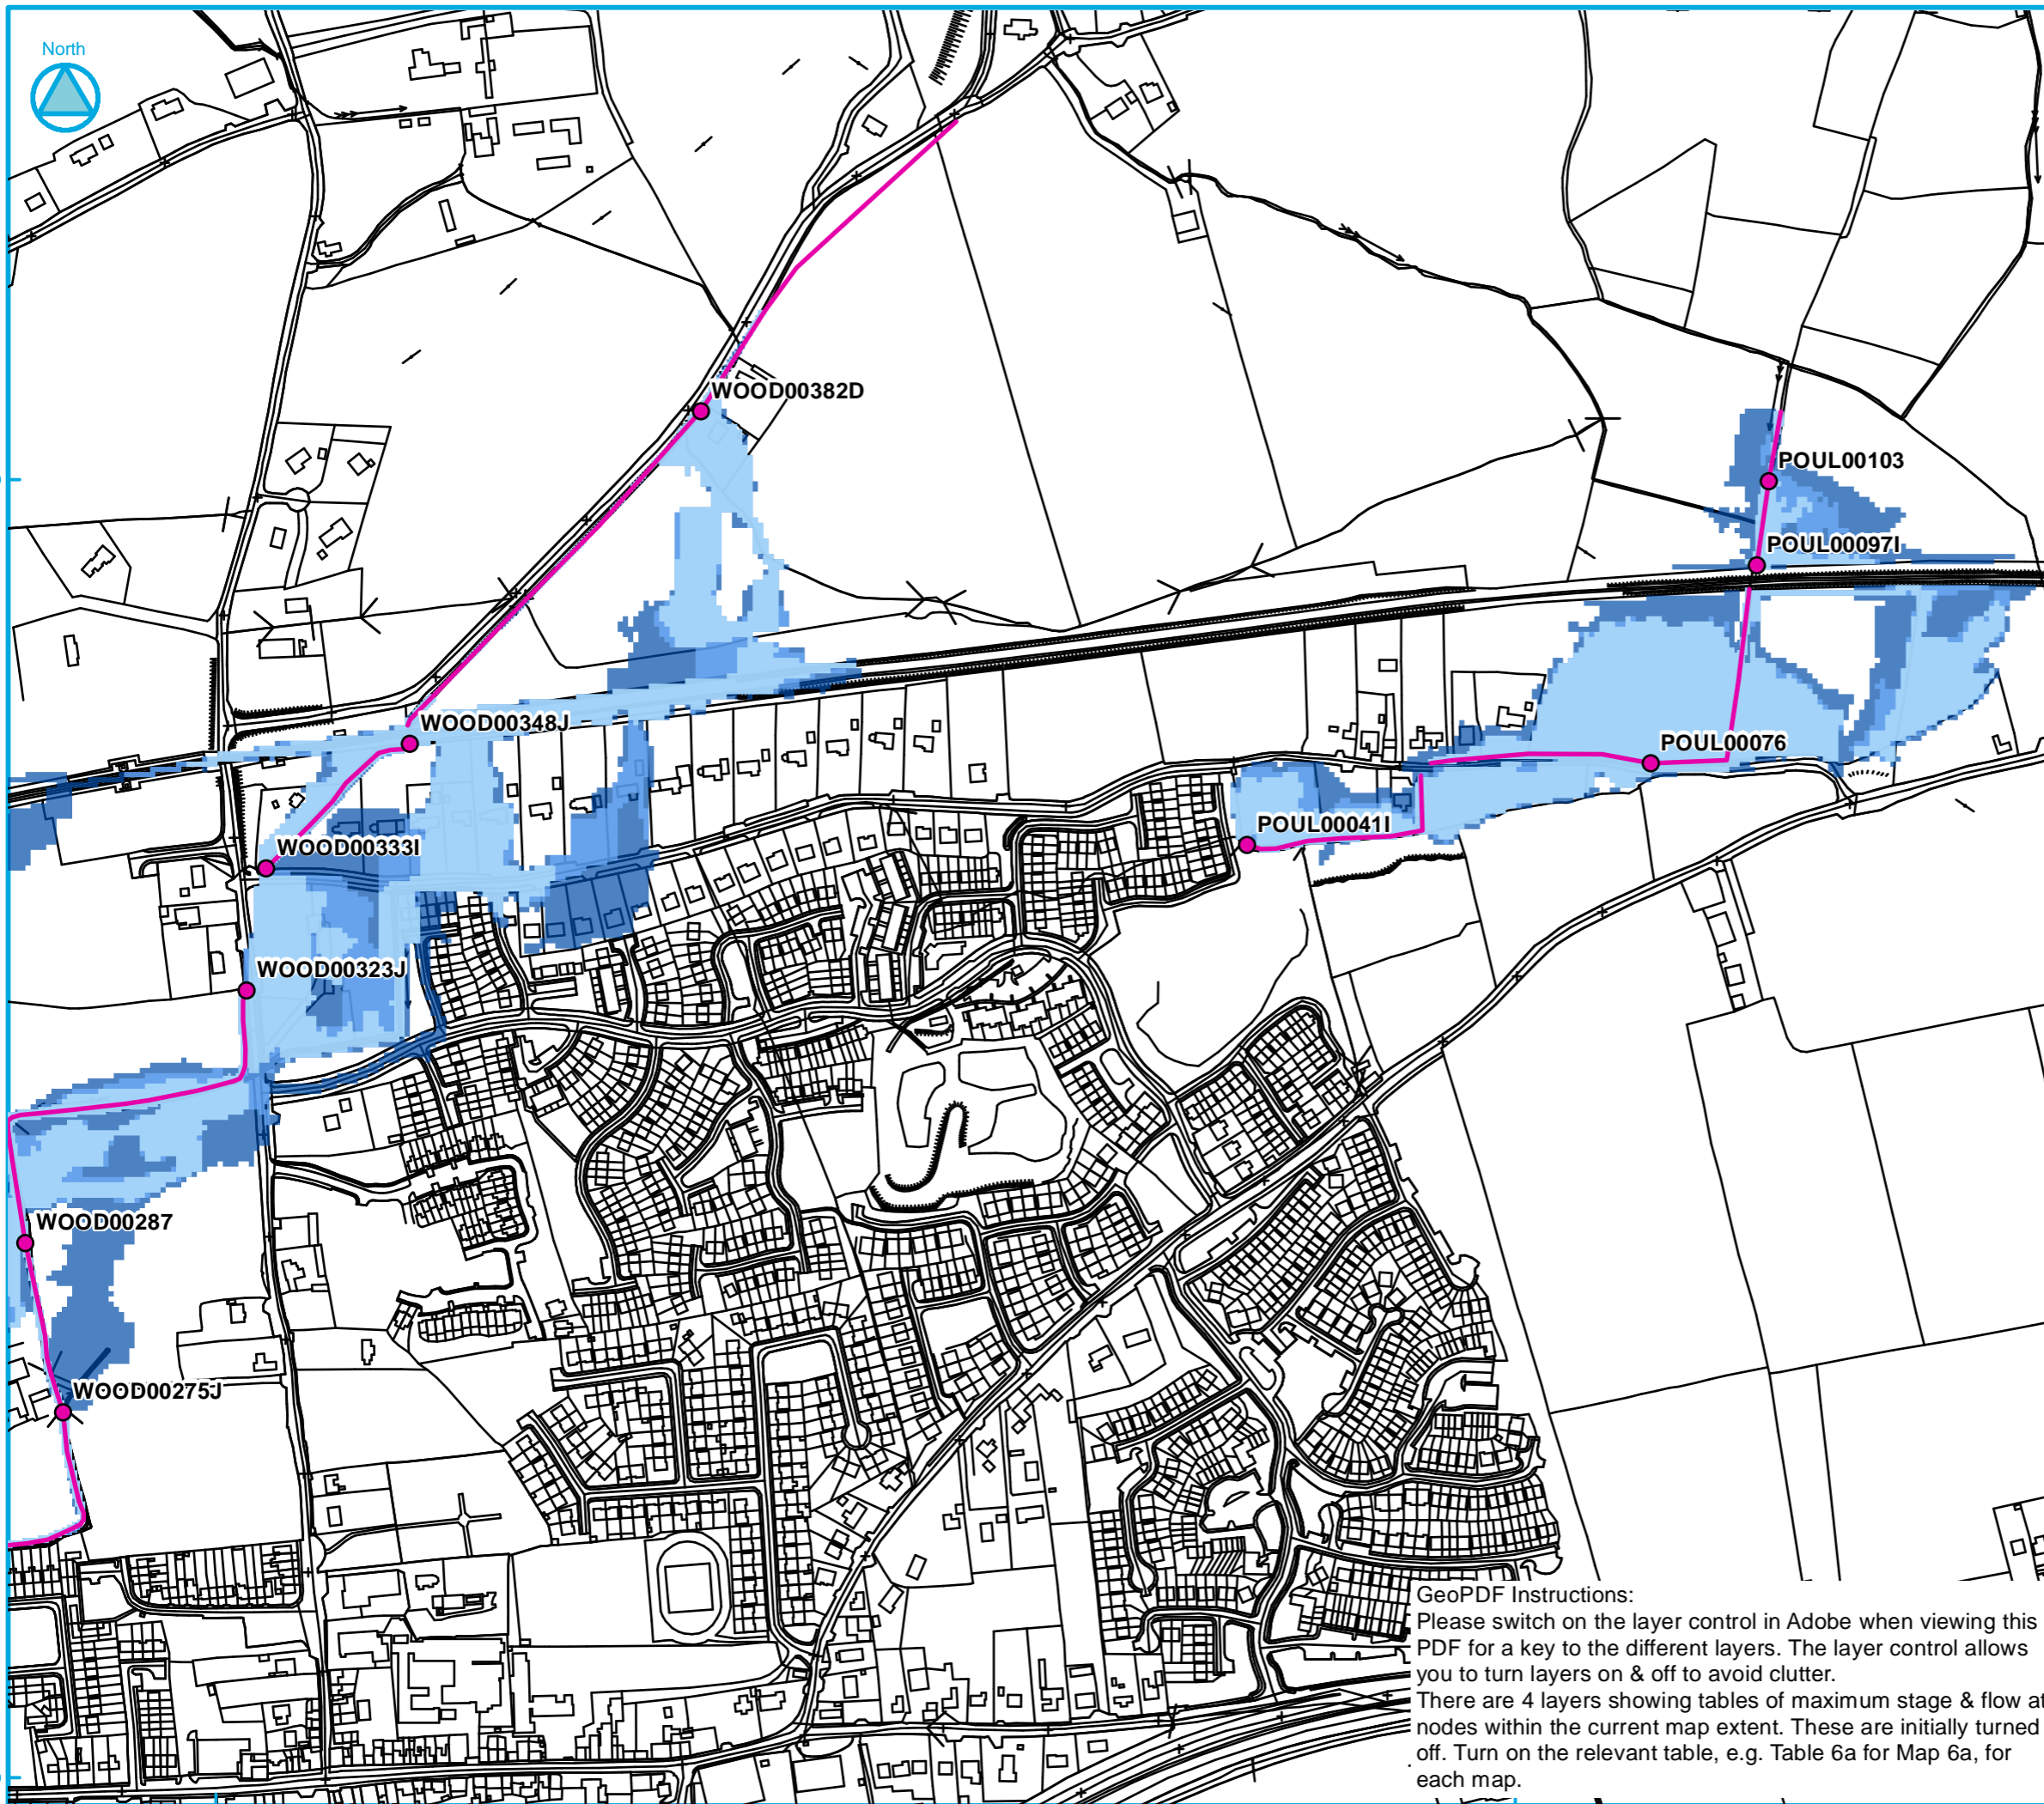 North
WOOD00382D
POUL00103
POUL00097I
WOOD00348J
POUL00076
POUL00041I
WOOD00333I
WOOD00323J
WOOD00287
WOOD00275J
GeoPDF Instructions:
Please switch on the layer control in Adobe when viewing this
PDF for a key to the different layers. The layer control allows
you to turn layers on & off to avoid clutter.
There are 4 layers showing tables of maximum stage & flow at
nodes within the current map extent. These are initially turned
off. Turn on the relevant table, e.g. Table 6a for Map 6a, for
each map.